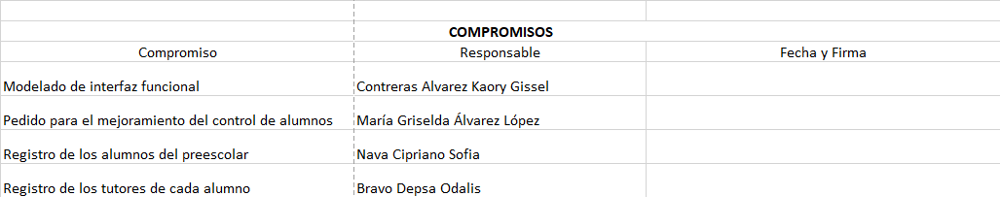 COMPROMISOS
Compromiso Responsable Fecha y Firma
Modelado de interfaz funcional Contreras Alvarez Kaory Gissel
Pedido para el mejoramiento del control de alumnos María Griselda Álvarez López
Registro de los alumnos del preescolar Nava Cipriano Sofia
Registro de los tutores de cada alumno Bravo Depsa Odalis